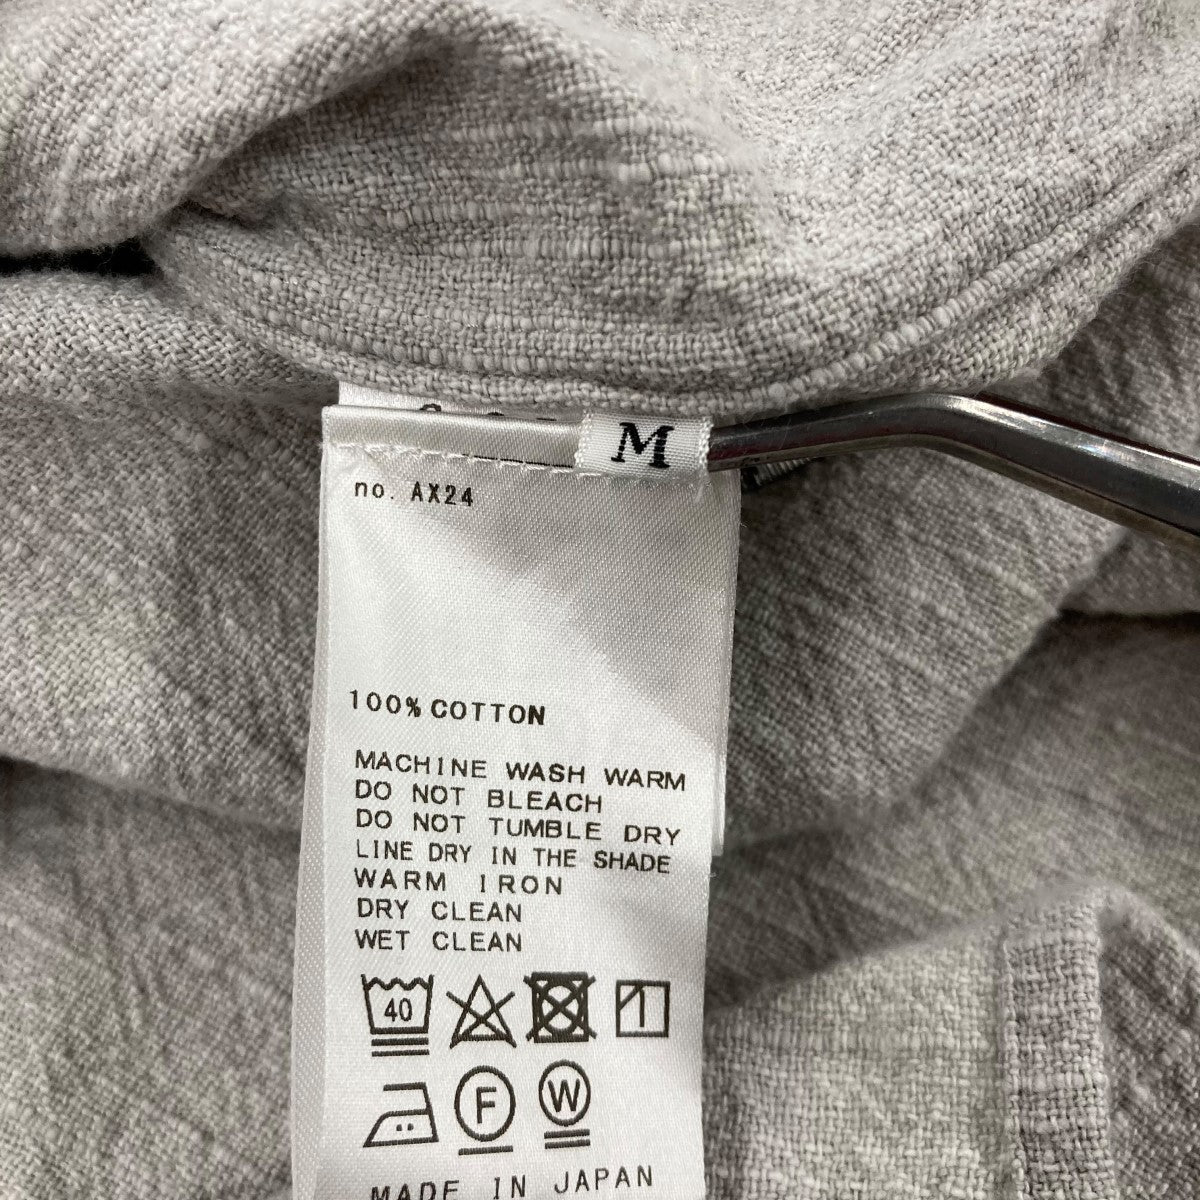 M
no. AX24
100% COTTON
MACHINE WASH WARM
DO NOT BLEACH
DO NOT TUMBLE DRY
LINE DRY IN THE SHADE
WARM IRON
DRY CLEAN
WET CLEAN
40
F W
MADE IN JAPAN